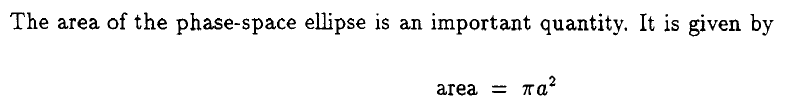 The area of the phase-space ellipse is an important quantity. It is given by
area = πa²